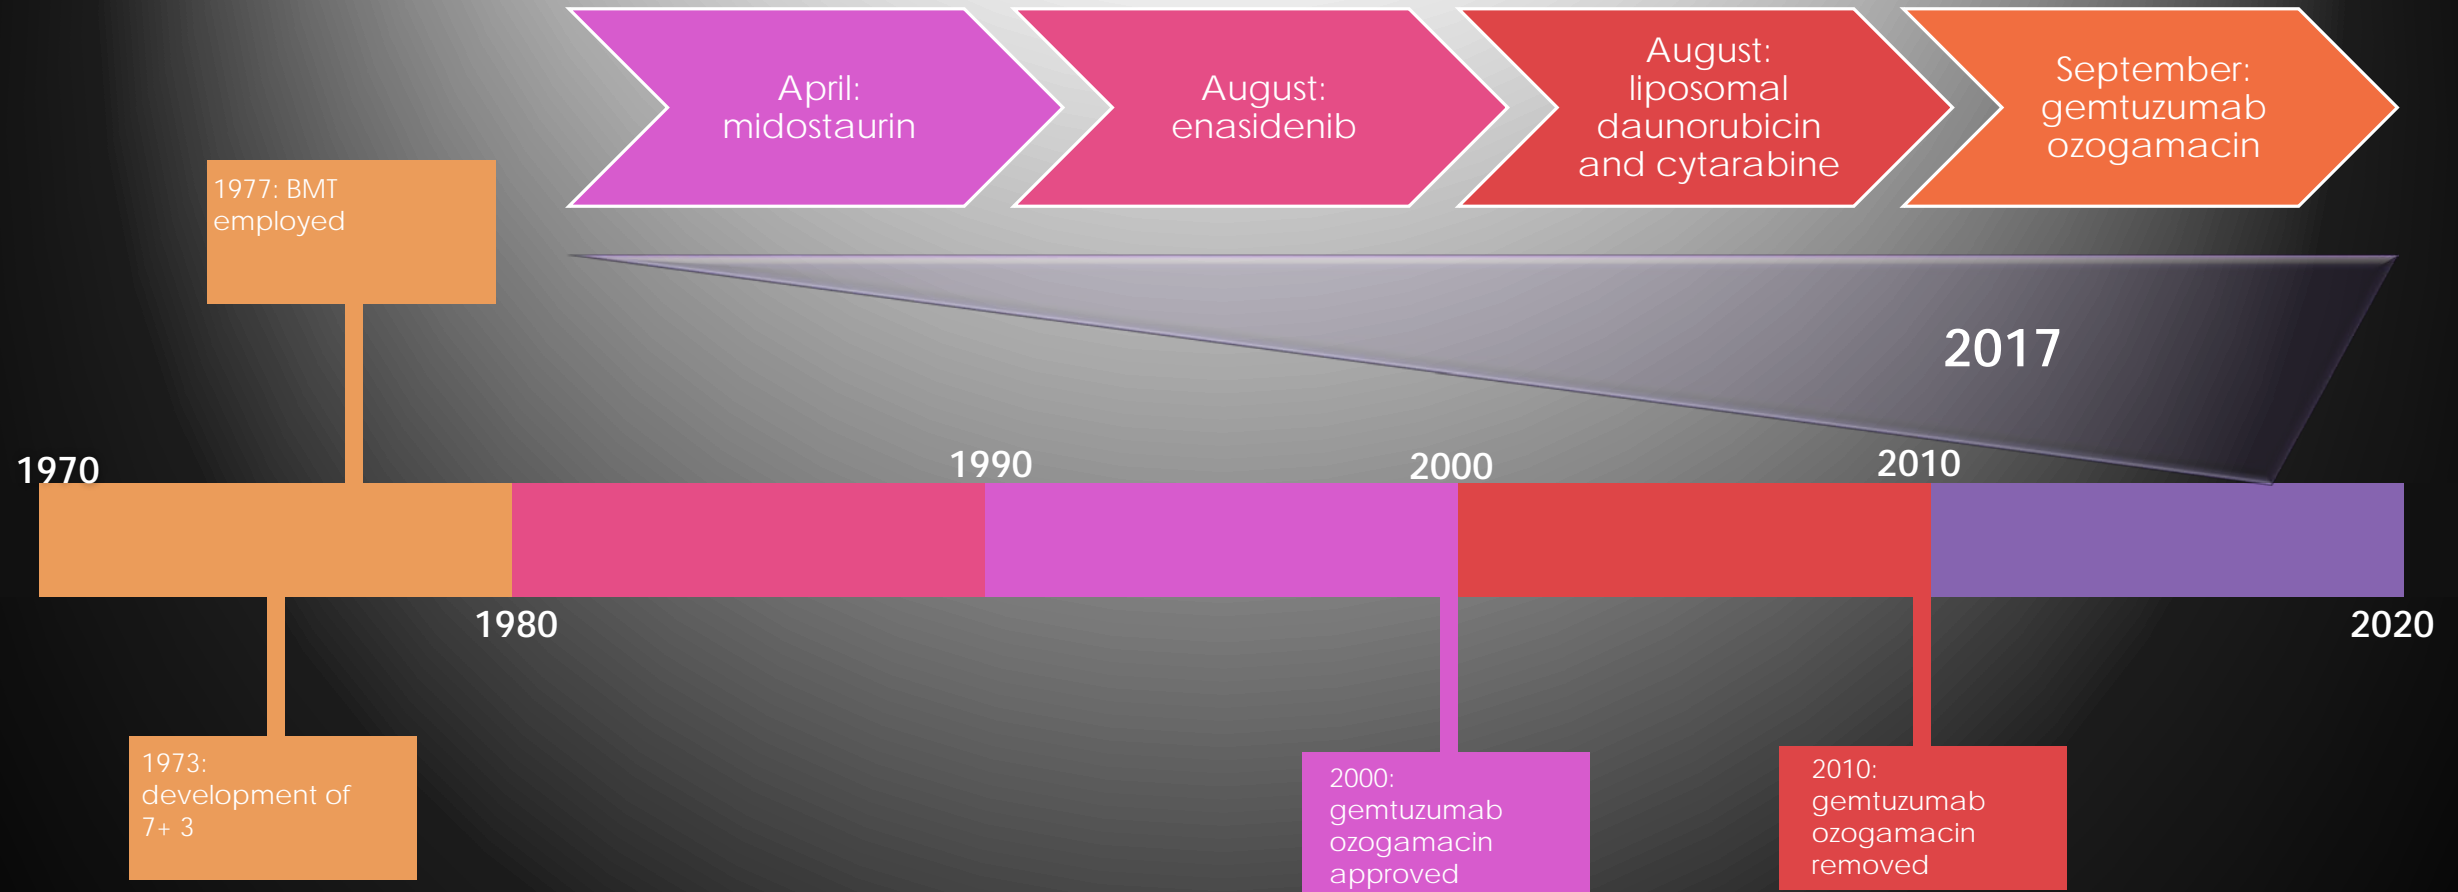 April:
midostaurin
August:
enasidenib
August:
liposomal
daunorubicin
and cytarabine
September:
gemtuzumab
ozogamacin
1977: BMT
employed
2017
1970
1990
2000
2010
1980
2020
1973:
development of
7+ 3
2000:
gemtuzumab
ozogamacin
approved
2010:
gemtuzumab
ozogamacin
removed